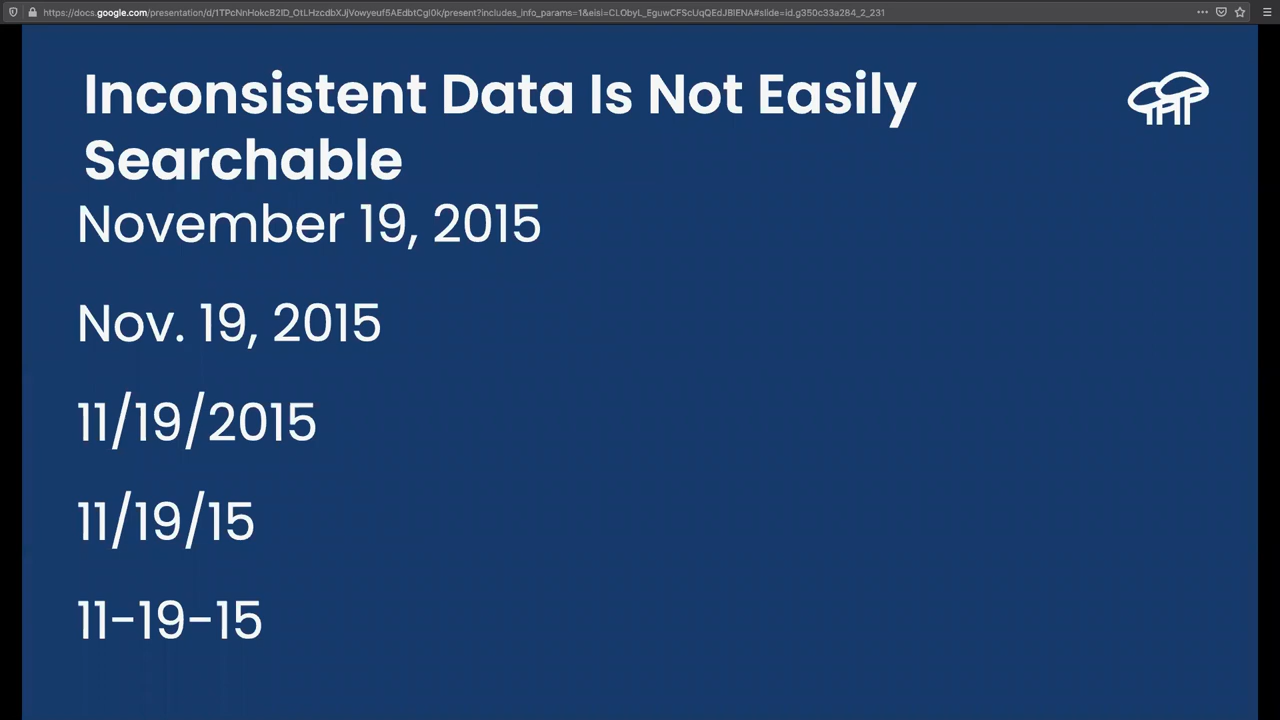 Inconsistent Data Is Not Easily
Searchable
November 19, 2015
Nov. 19, 2015
11/19/2015
11/19/15
11-19-15